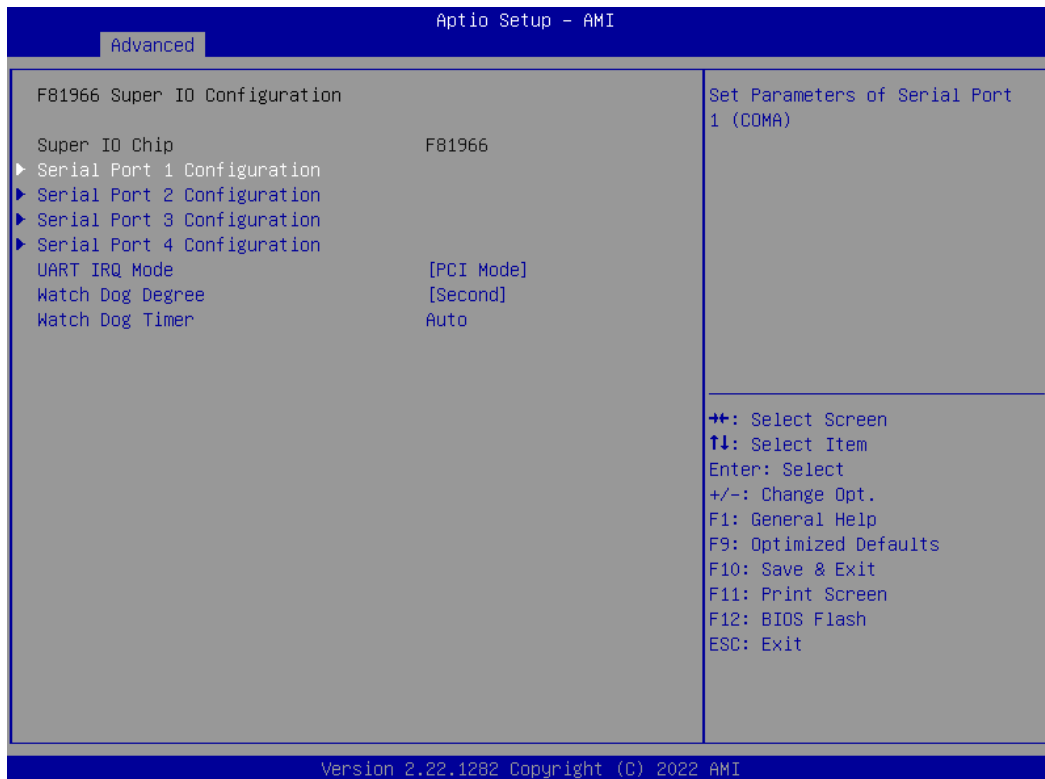 Aptio Setup – AMI
Advanced
F81966 Super IO Configuration
Super IO Chip F81966
Serial Port 1 Configuration
Serial Port 2 Configuration
Serial Port 3 Configuration
Serial Port 4 Configuration
UART IRQ Mode [PCI Mode]
Watch Dog Degree [Second]
Watch Dog Timer Auto
Set Parameters of Serial Port
1 (COMA)
→←: Select Screen
↑↓: Select Item
Enter: Select
+/-: Change Opt.
F1: General Help
F9: Optimized Defaults
F10: Save & Exit
F11: Print Screen
F12: BIOS Flash
ESC: Exit
Version 2.22.1282 Copyright (C) 2022 AMI